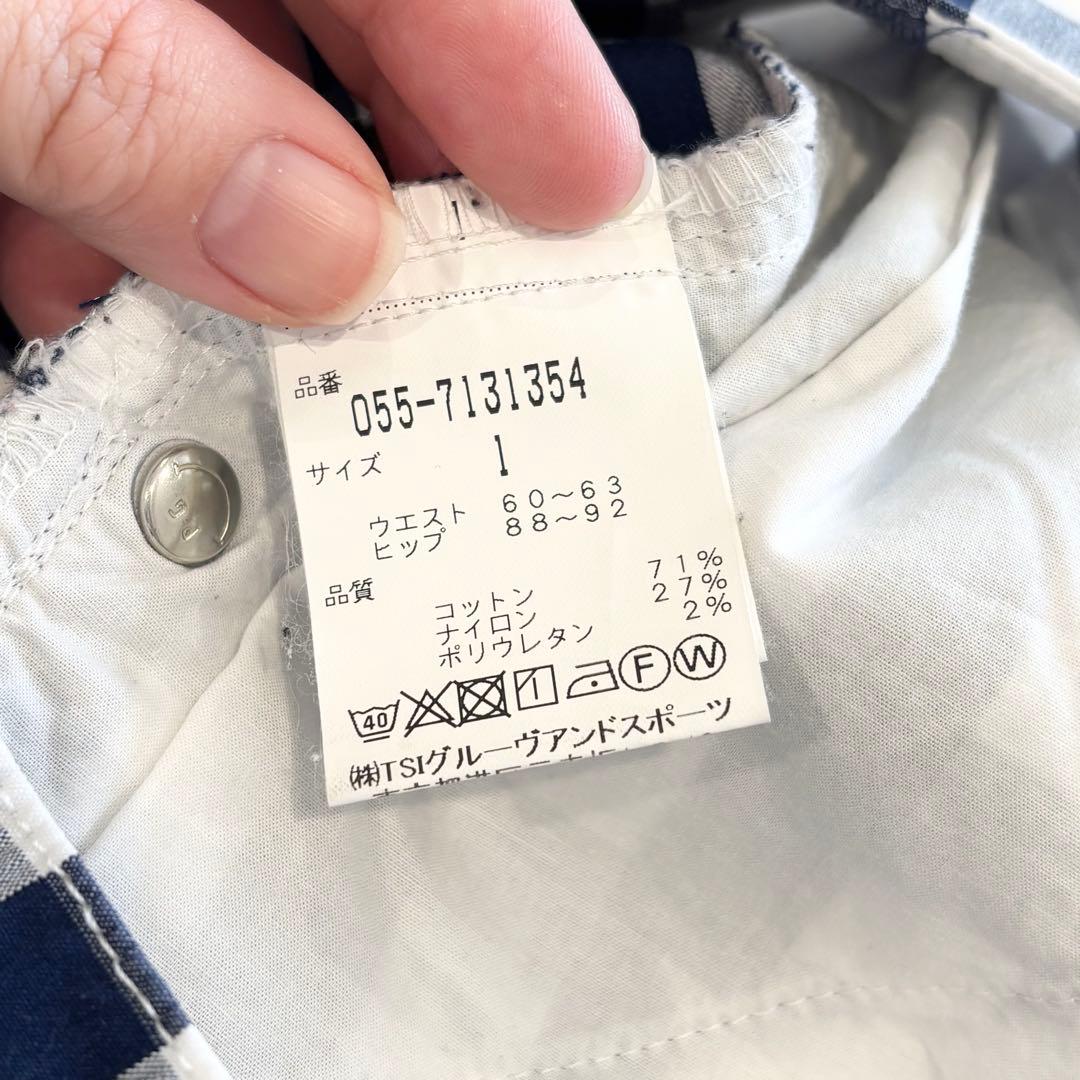 品番 055-7131354
サイズ 1
ウエスト 60～63
ヒップ 88～92
品質
コットン 71%
ナイロン 27%
ポリウレタン 2%
40 F W
㈱TSIグルーヴアンドスポーツ